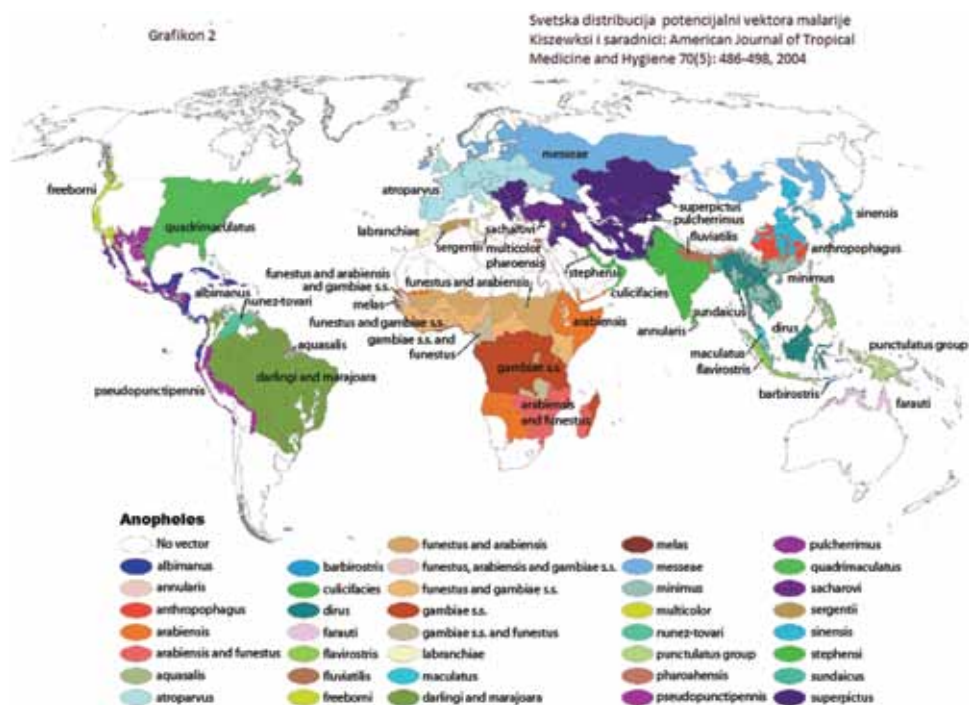 Grafikon 2
Svetska distribucija potencijalni vektora malarije
Kiszewksi i saradnici: American Journal of Tropical
Medicine and Hygiene 70(5): 486-498, 2004
messeae
freeborni
atroparvus
quadrimaculatus
superpictus
pulcherrimus
sinensis
labranchiae
sacharovi
fluviatilis
sergentii
multicolor
anthropophagus
pharoensis
funestus and arabiensis
and gambiae s.s.
stephensi
funestus and arabiensis
minimus
albimanus
culicifacies
nunez-tovari
melas
sundaicus
funestus and gambiae s.s.
arabiensis
annularis
dirus
gambiae s.s. and
funestus
aquasalis
punctulatus group
maculatus
gambiae s.s.
flavirostris
darlingi and marajoara
pseudopunctipennis
barbirostris
arabiensis
and funestus
farauti
Anopheles
No vector
albimanus
annularis
anthropophagus
arabiensis
arabiensis and funestus
aquasalis
atroparvus
barbirostris
culicifacies
dirus
farauti
flavirostris
fluviatilis
freeborni
funestus and arabiensis
funestus, arabiensis and gambiae s.s.
funestus and gambiae s.s.
gambiae s.s.
gambiae s.s. and funestus
labranchiae
maculatus
darlingi and marajoara
melas
messeae
minimus
multicolor
nunez-tovari
punctulatus group
pharoahensis
pseudopunctipennis
pulcherrimus
quadrimaculatus
sacharovi
sergentii
sinensis
stephensi
sundaicus
superpictus